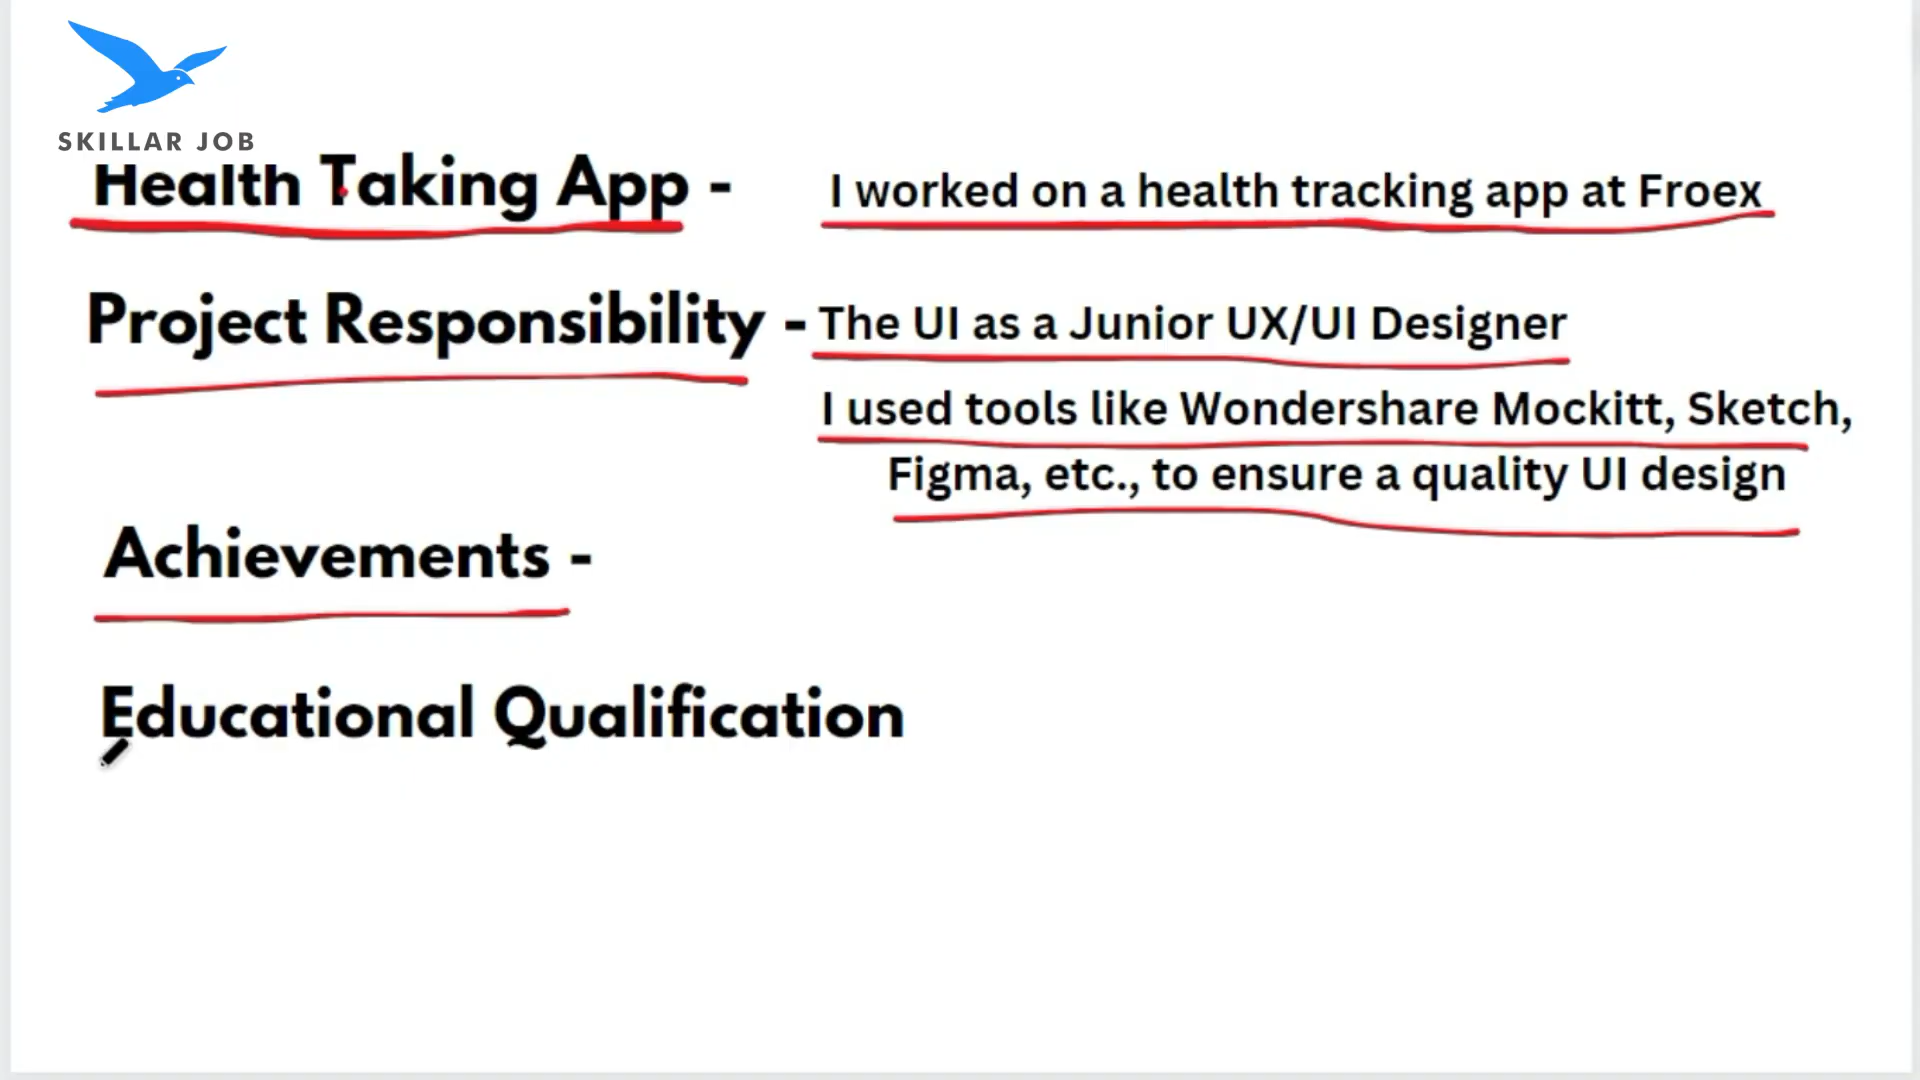 SKILLAR JOB
Health Taking App - I worked on a health tracking app at Froex
Project Responsibility - The UI as a Junior UX/UI Designer
I used tools like Wondershare Mockitt, Sketch,
Figma, etc., to ensure a quality UI design
Achievements -
Educational Qualification